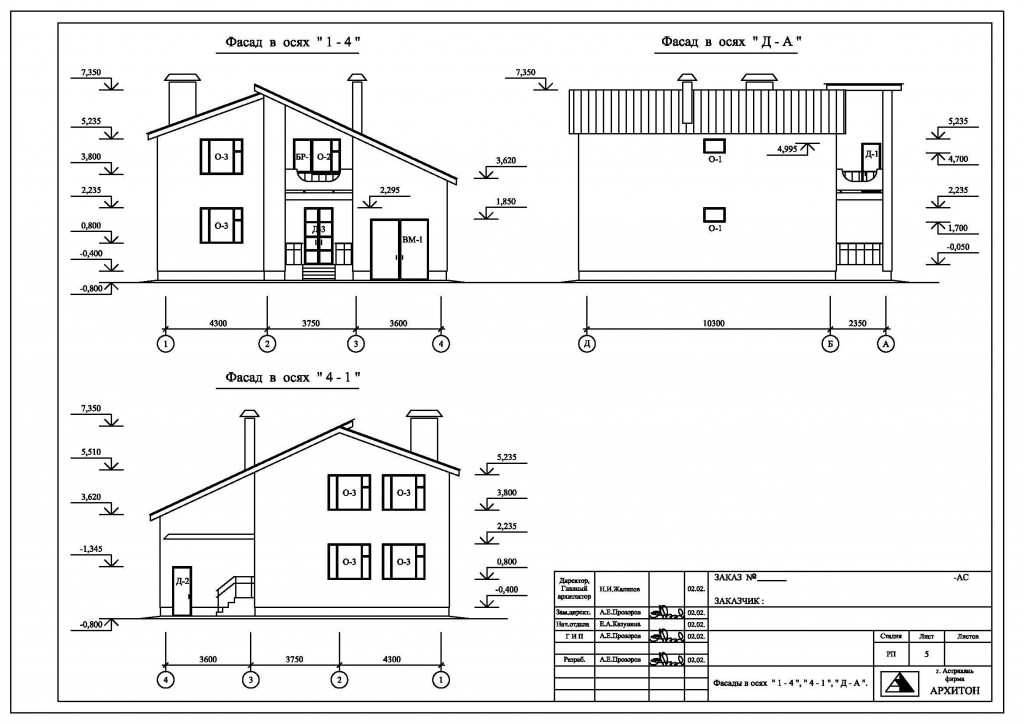 Фасад в осях "1 - 4"
7,350
5,235
3,800
2,235
0,800
-0,400
-0,800
О-3
БР-1
О-2
О-3
Д-3
ВМ-1
2,295
3,620
1,850
4300
3750
3600
1
2
3
4
Фасад в осях "Д - А"
7,350
О-1
4,995
Д-1
О-1
5,235
4,700
2,235
1,700
-0,050
10300
2350
Д
Б
А
Фасад в осях "4 - 1"
7,350
5,510
3,620
-1,345
-0,800
О-3
О-3
О-3
О-3
Д-2
5,235
3,800
2,235
0,800
-0,400
3600
3750
4300
4
3
2
1
Директор,
Главный
архитектор
02.02.
Зам.директ. А.Е.Прозоров 02.02.
Нач.отдела Е.А.Казунина 02.02.
Г И П А.Е.Прозоров 02.02.
Разраб. А.Е.Прозоров 02.02.
ЗАКАЗ №______ -АС
ЗАКАЗЧИК :
Стадия Лист Листов
РП 5
Фасады в осях "1 - 4", "4 - 1", "Д - А".
г. Астрахань
фирма
АРХИТОН